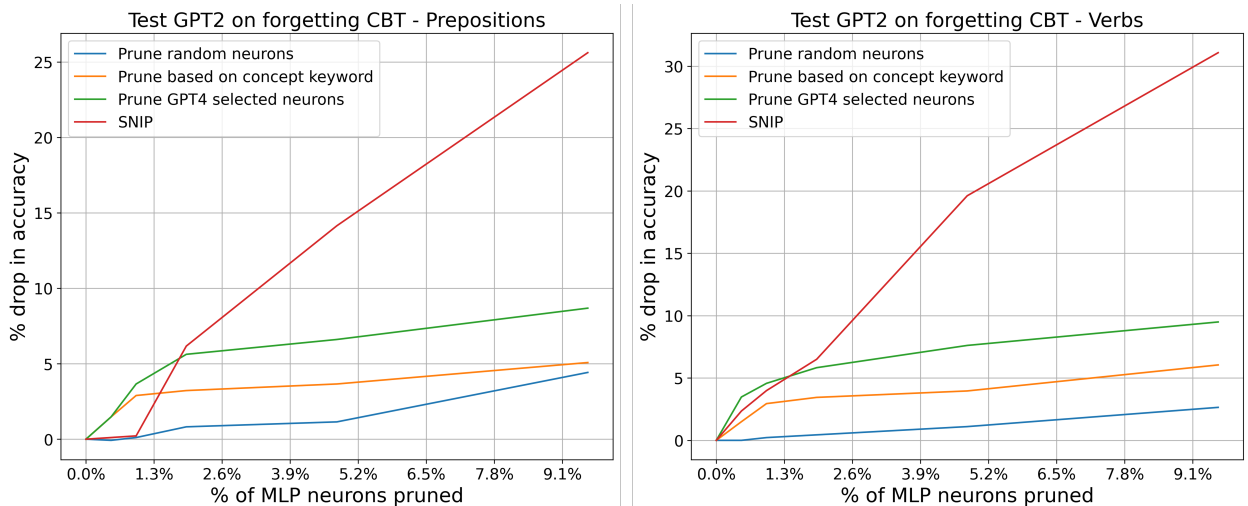 Test GPT2 on forgetting CBT - Prepositions
Prune random neurons
Prune based on concept keyword
Prune GPT4 selected neurons
SNIP
% drop in accuracy
25
20
15
10
5
0
0.0% 1.3% 2.6% 3.9% 5.2% 6.5% 7.8% 9.1%
% of MLP neurons pruned
Test GPT2 on forgetting CBT - Verbs
Prune random neurons
Prune based on concept keyword
Prune GPT4 selected neurons
SNIP
% drop in accuracy
30
25
20
15
10
5
0
0.0% 1.3% 2.6% 3.9% 5.2% 6.5% 7.8% 9.1%
% of MLP neurons pruned